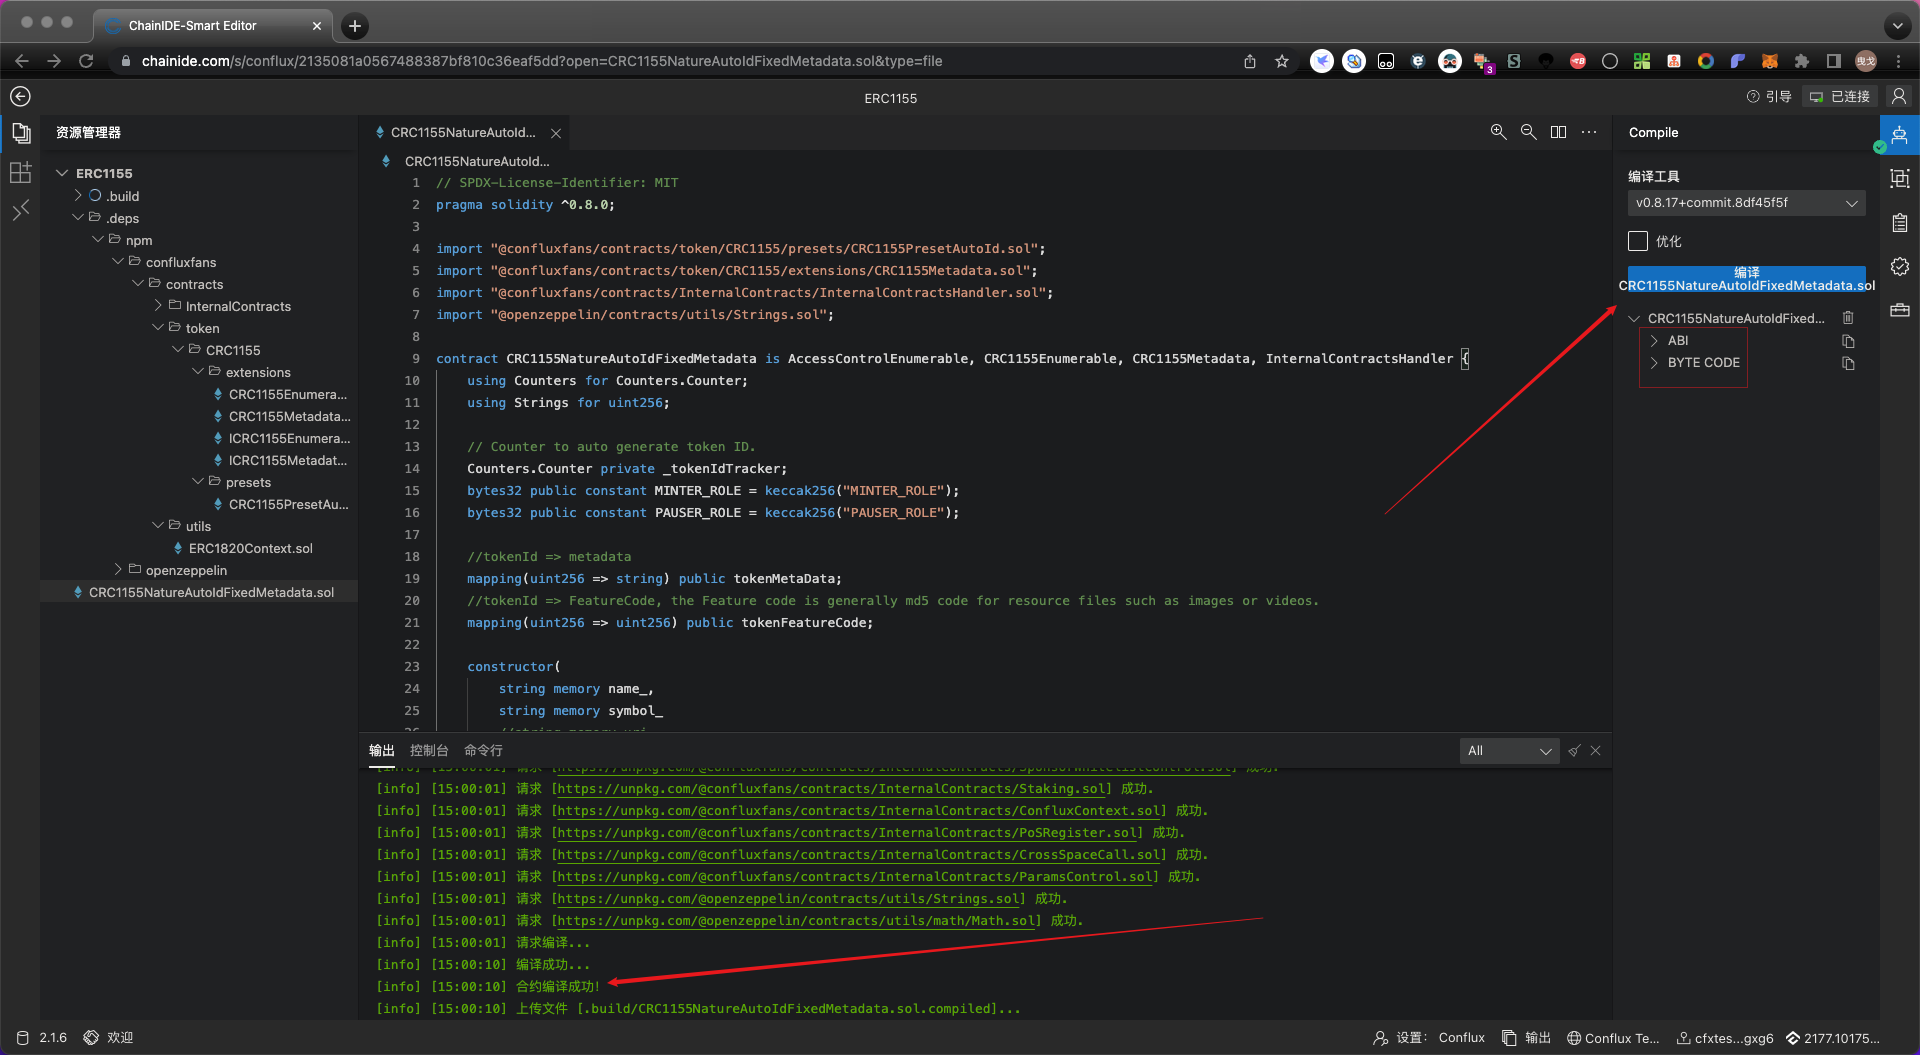 ChainIDE-Smart Editor
chainide.com/s/conflux/2135081a0567488387bf810c36eaf5dd?open=CRC1155NatureAutoIdFixedMetadata.sol&type=file
3
曳戈
ERC1155
引导
已连接
资源管理器
ERC1155
.build
.deps
npm
confluxfans
contracts
InternalContracts
token
CRC1155
extensions
CRC1155Enumera...
CRC1155Metadata...
ICRC1155Enumera...
ICRC1155Metadat...
presets
CRC1155PresetAu...
utils
ERC1820Context.sol
openzeppelin
CRC1155NatureAutoIdFixedMetadata.sol
CRC1155NatureAutoId...
CRC1155NatureAutoId...
1 // SPDX-License-Identifier: MIT
2 pragma solidity ^0.8.0;
3
4 import "@confluxfans/contracts/token/CRC1155/presets/CRC1155PresetAutoId.sol";
5 import "@confluxfans/contracts/token/CRC1155/extensions/CRC1155Metadata.sol";
6 import "@confluxfans/contracts/InternalContracts/InternalContractsHandler.sol";
7 import "@openzeppelin/contracts/utils/Strings.sol";
8
9 contract CRC1155NatureAutoIdFixedMetadata is AccessControlEnumerable, CRC1155Enumerable, CRC1155Metadata, InternalContractsHandler {
10 using Counters for Counters.Counter;
11 using Strings for uint256;
12
13 // Counter to auto generate token ID.
14 Counters.Counter private _tokenIdTracker;
15 bytes32 public constant MINTER_ROLE = keccak256("MINTER_ROLE");
16 bytes32 public constant PAUSER_ROLE = keccak256("PAUSER_ROLE");
17
18 //tokenId => metadata
19 mapping(uint256 => string) public tokenMetaData;
20 //tokenId => FeatureCode, the Feature code is generally md5 code for resource files such as images or videos.
21 mapping(uint256 => uint256) public tokenFeatureCode;
22
23 constructor(
24 string memory name_,
25 string memory symbol_
Compile
编译工具
v0.8.17+commit.8df45f5f
优化
编译
CRC1155NatureAutoIdFixedMetadata.sol
CRC1155NatureAutoIdFixed...
ABI
BYTE CODE
输出 控制台 命令行
All
[info] [15:00:01] 请求 [https://unpkg.com/@confluxfans/contracts/InternalContracts/SponsorWhitelistControl.sol] 成功.
[info] [15:00:01] 请求 [https://unpkg.com/@confluxfans/contracts/InternalContracts/Staking.sol] 成功.
[info] [15:00:01] 请求 [https://unpkg.com/@confluxfans/contracts/InternalContracts/ConfluxContext.sol] 成功.
[info] [15:00:01] 请求 [https://unpkg.com/@confluxfans/contracts/InternalContracts/PoSRegister.sol] 成功.
[info] [15:00:01] 请求 [https://unpkg.com/@confluxfans/contracts/InternalContracts/CrossSpaceCall.sol] 成功.
[info] [15:00:01] 请求 [https://unpkg.com/@confluxfans/contracts/InternalContracts/ParamsControl.sol] 成功.
[info] [15:00:01] 请求 [https://unpkg.com/@openzeppelin/contracts/utils/Strings.sol] 成功.
[info] [15:00:01] 请求 [https://unpkg.com/@openzeppelin/contracts/utils/math/Math.sol] 成功.
[info] [15:00:01] 请求编译...
[info] [15:00:10] 编译成功...
[info] [15:00:10] 合约编译成功!
[info] [15:00:10] 上传文件 [.build/CRC1155NatureAutoIdFixedMetadata.sol.compiled]...
2.1.6 欢迎
设置: Conflux 输出 Conflux Te... cfxtes...gxg6 2177.10175...